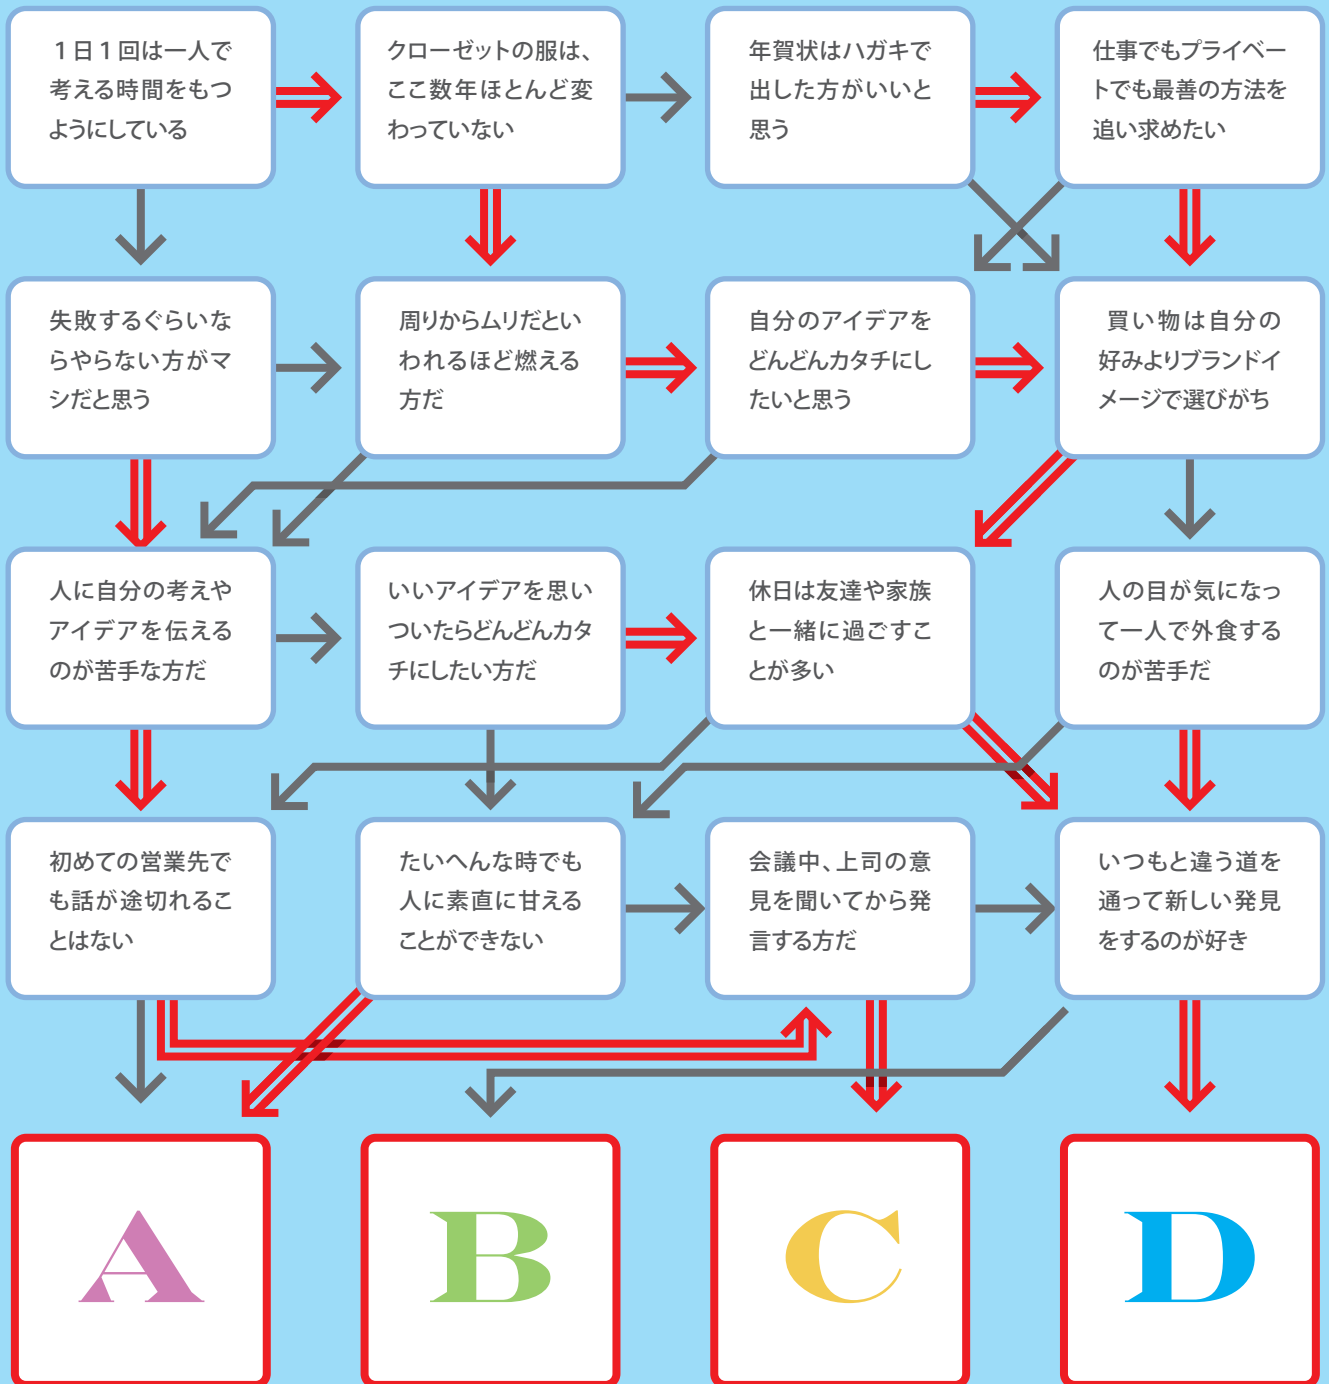 1日1回は一人で
考える時間をもつ
ようにしている
クローゼットの服は、
ここ数年ほとんど変
わっていない
年賀状はハガキで
出した方がいいと
思う
仕事でもプライベー
トでも最善の方法を
追い求めたい
失敗するぐらいな
らやらない方がマ
シだと思う
周りからムリだとい
われるほど燃える
方だ
自分のアイデアを
どんどんカタチにし
たいと思う
買い物は自分の
好みよりブランドイ
メージで選びがち
人に自分の考えや
アイデアを伝える
のが苦手な方だ
いいアイデアを思い
ついたらどんどんカタ
チにしたい方だ
休日は友達や家族
と一緒に過ごすこ
とが多い
人の目が気になっ
て一人で外食する
のが苦手だ
初めての営業先で
も話が途切れるこ
とはない
たいへんな時でも
人に素直に甘える
ことができない
会議中、上司の意
見を聞いてから発
言する方だ
いつもと違う道を
通って新しい発見
をするのが好き
A
B
C
D